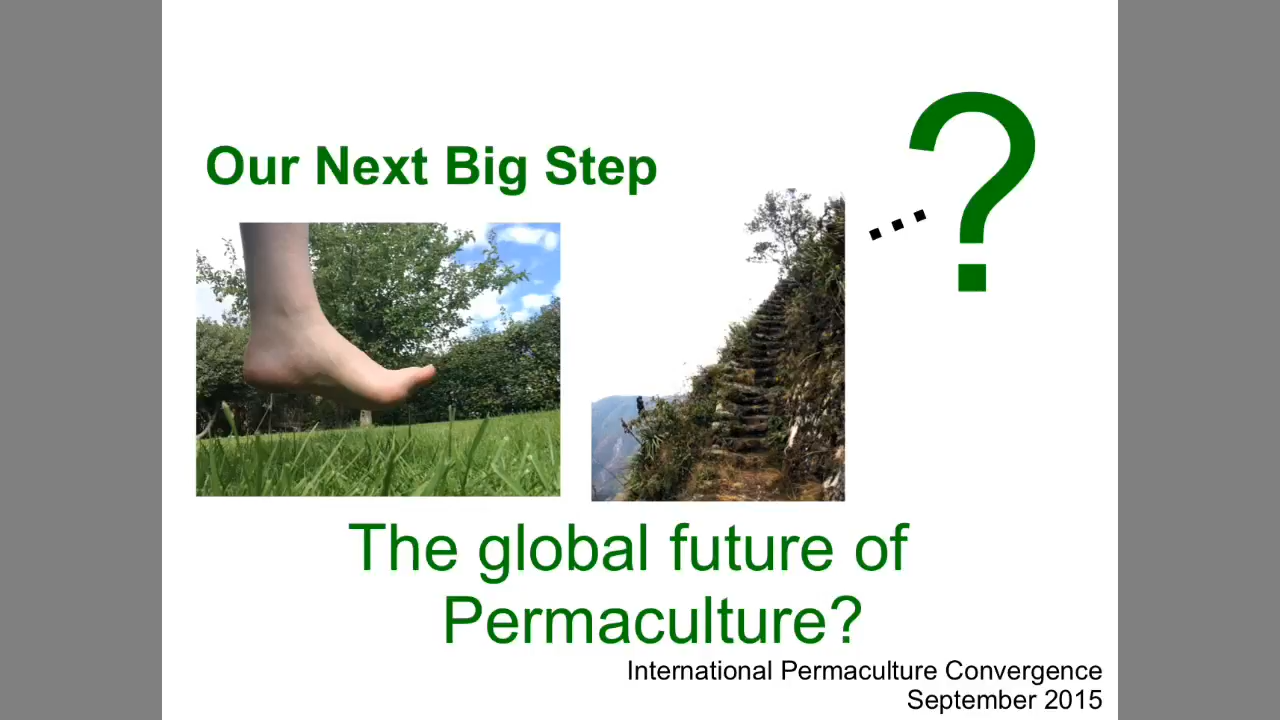 Our Next Big Step
...?
The global future of
Permaculture?
International Permaculture Convergence
September 2015